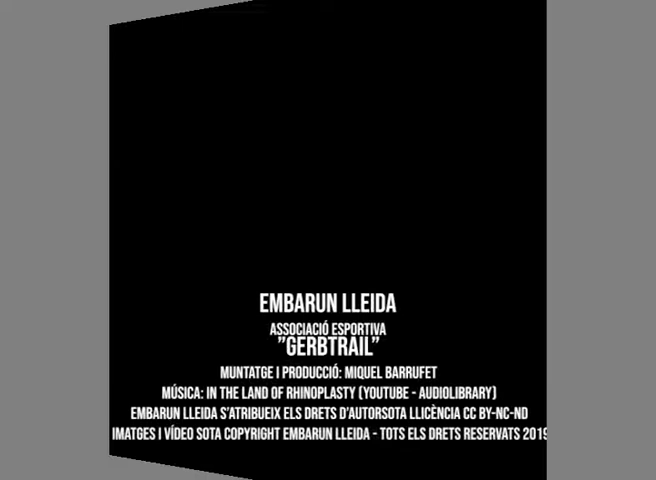 EMBARUN LLEIDA
ASSOCIACIÓ ESPORTIVA
"GERBTRAIL"
MUNTATGE I PRODUCCIÓ: MIQUEL BARRUFET
MÚSICA: IN THE LAND OF RHINOPLASTY (YOUTUBE - AUDIOLIBRARY)
EMBARUN LLEIDA S'ATRIBUEIX ELS DRETS D'AUTORSOTA LLICÈNCIA CC BY-NC-ND
IMATGES I VÍDEO SOTA COPYRIGHT EMBARUN LLEIDA - TOTS ELS DRETS RESERVATS 2019